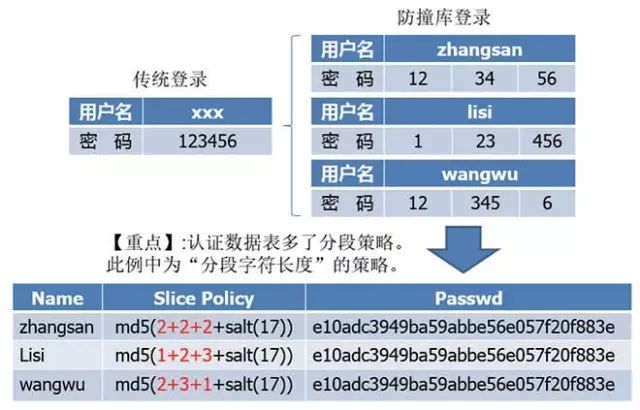 防撞库登录
用户名 zhangsan
密 码 12 34 56
传统登录
用户名 xxx
密 码 123456
用户名 lisi
密 码 1 23 456
用户名 wangwu
密 码 12 345 6
【重点】:认证数据表多了分段策略。
此例中为“分段字符长度”的策略。
Name Slice Policy Passwd
zhangsan md5(2+2+2+salt(17)) e10adc3949ba59abbe56e057f20f883e
Lisi md5(1+2+3+salt(17)) e10adc3949ba59abbe56e057f20f883e
wangwu md5(2+3+1+salt(17)) e10adc3949ba59abbe56e057f20f883e